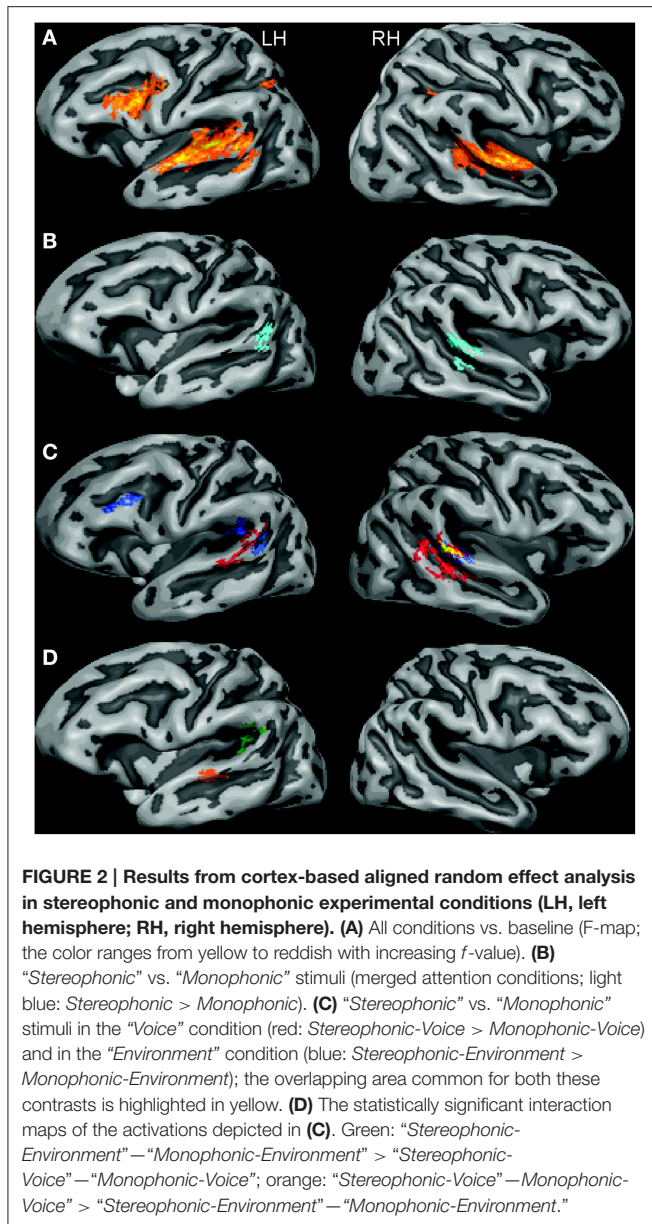 A
LH
RH
B
C
D
FIGURE 2 | Results from cortex-based aligned random effect analysis
in stereophonic and monophonic experimental conditions (LH, left
hemisphere; RH, right hemisphere). (A) All conditions vs. baseline (F-map;
the color ranges from yellow to reddish with increasing f-value). (B)
“Stereophonic” vs. “Monophonic” stimuli (merged attention conditions; light
blue: Stereophonic > Monophonic). (C) “Stereophonic” vs. “Monophonic”
stimuli in the “Voice” condition (red: Stereophonic-Voice > Monophonic-Voice)
and in the “Environment” condition (blue: Stereophonic-Environment >
Monophonic-Environment); the overlapping area common for both these
contrasts is highlighted in yellow. (D) The statistically significant interaction
maps of the activations depicted in (C). Green: “Stereophonic-
Environment”—“Monophonic-Environment” > “Stereophonic-
Voice”—“Monophonic-Voice”; orange: “Stereophonic-Voice”—Monophonic-
Voice” > “Stereophonic-Environment”—“Monophonic-Environment.”